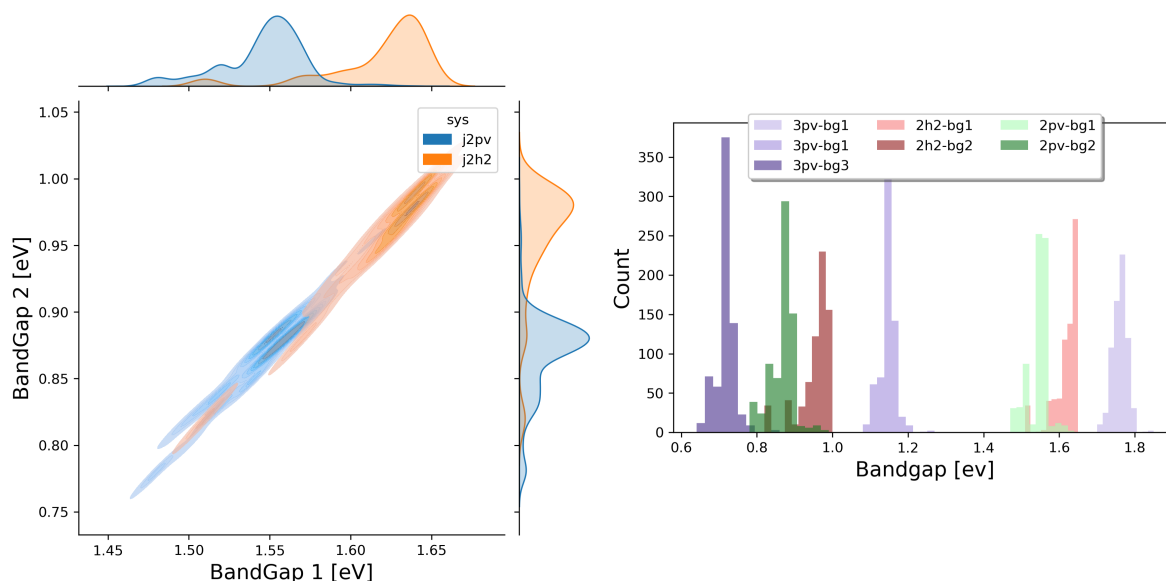 sys
j2pv
j2h2
1.05
1.00
0.95
0.90
0.85
0.80
0.75
BandGap 2 [eV]
1.45 1.50 1.55 1.60 1.65
BandGap 1 [eV]
3pv-bg1 2h2-bg1 2pv-bg1
3pv-bg1 2h2-bg2 2pv-bg2
3pv-bg3
350
300
250
200
150
100
50
0
Count
0.6 0.8 1.0 1.2 1.4 1.6 1.8
Bandgap [ev]